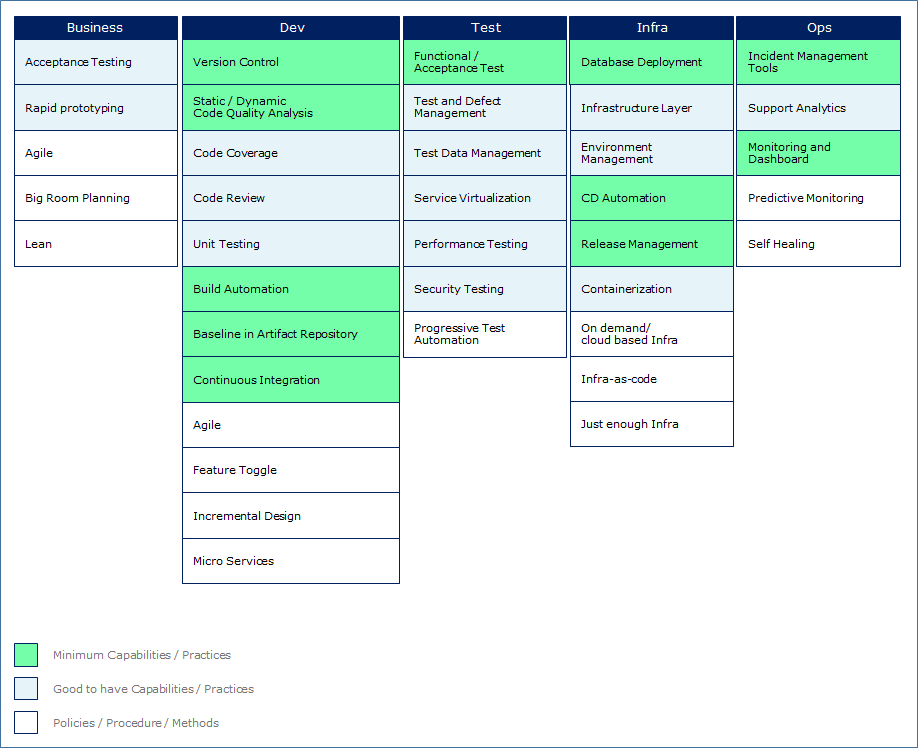 Business
Acceptance Testing
Rapid prototyping
Agile
Big Room Planning
Lean
Dev
Version Control
Static / Dynamic
Code Quality Analysis
Code Coverage
Code Review
Unit Testing
Build Automation
Baseline in Artifact Repository
Continuous Integration
Agile
Feature Toggle
Incremental Design
Micro Services
Test
Functional /
Acceptance Test
Test and Defect
Management
Test Data Management
Service Virtualization
Performance Testing
Security Testing
Progressive Test
Automation
Infra
Database Deployment
Infrastructure Layer
Environment
Management
CD Automation
Release Management
Containerization
On demand/
cloud based Infra
Infra-as-code
Just enough Infra
Ops
Incident Management
Tools
Support Analytics
Monitoring and
Dashboard
Predictive Monitoring
Self Healing
Minimum Capabilities / Practices
Good to have Capabilities / Practices
Policies / Procedure / Methods